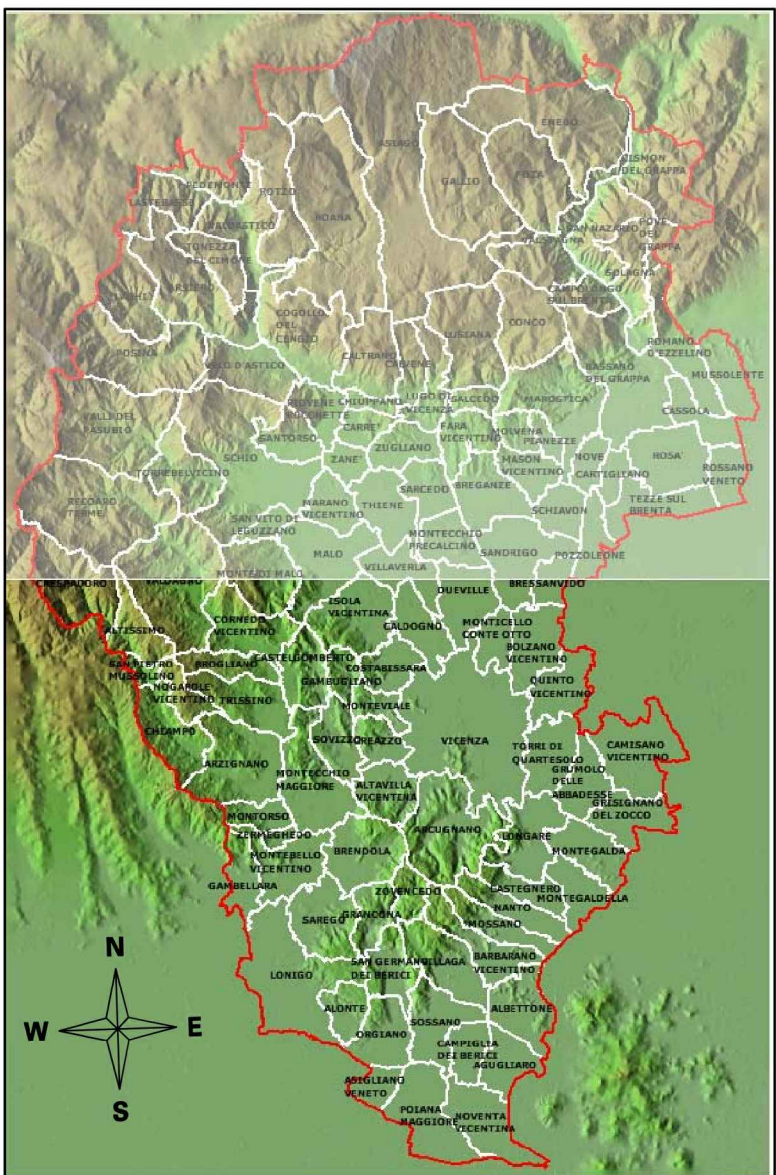 ENEGO
ASIAGO
GALLIO
FOZA
CISMON
DEL GRAPPA
PEDEMONTE
LASTEBASSE
ROTZO
ROANA
VALDASTICO
TONEZZA
DEL CIMONE
SAN NAZARIO
POVE
DEL
GRAPPA
VALSTAGNA
SOLAGNA
ARSIERO
CAMPOLONGO
SUL BRENTA
COGOLLO
DEL
CENGIO
CONCO
LUSIANA
ROMANO
D'EZZELINO
POSINA
VELO D'ASTICO
CALTRANO
CALVENE
BASSANO
DEL GRAPPA
MUSSOLENTE
VALLI DEL
PASUBIO
PIOVENE
ROCCHETTE
CHIUPPANO
LUGO DI
VICENZA
SALCEDO
MAROSTICA
CASSOLA
SANTORSO
CARRE'
FARA
VICENTINO
MOLVENA
PIANEZZE
ZUGLIANO
SCHIO
ZANE'
MASON
VICENTINO
NOVE
ROSA'
TORREBELVICINO
CARTIGLIANO
ROSSANO
VENETO
SARCEDO
BREGANZE
RECOARO
TERME
MARANO
VICENTINO
THIENE
TEZZE SUL
BRENTA
SCHIAVON
SAN VITO DI
LEGUZZANO
MONTECCHIO
PRECALCINO
MALO
SANDRIGO
POZZOLEONE
VILLAVERLA
MONTE DI MALO
CRESPADORO
VALDAGNO
DUEVILLE
BRESSANVIDO
ISOLA
VICENTINA
CORNEDO
VICENTINO
CALDOGNO
MONTICELLO
CONTE OTTO
ALTISSIMO
BOLZANO
VICENTINO
SAN PIETRO
MUSSOLINO
BROGLIANO
CASTELGOMBERTO
COSTABISSARA
GAMBUGLIANO
QUINTO
VICENTINO
NOGAROLE
VICENTINO
TRISSINO
MONTEVIALE
CHIAMPO
SOVIZZO
CREAZZO
VICENZA
TORRI DI
QUARTESOLO
CAMISANO
VICENTINO
ARZIGNANO
MONTECCHIO
MAGGIORE
ALTAVILLA
VICENTINA
GRUMOLO
DELLE
ABBADESSE
GRISIGNANO
DEL ZOCCO
MONTORSO
ZERMEGHEDO
ARCUGNANO
LONGARE
MONTEBELLO
VICENTINO
BRENDOLA
MONTEGALDA
GAMBELLARA
ZOVENCEDO
CASTEGNERO
MONTEGALDELLA
NANTO
SAREGO
GRANCONA
MOSSANO
LONIGO
SAN GERMANO
DEI BERICI
VILLAGA
BARBARANO
VICENTINO
ALONTE
SOSSANO
ALBETTONE
ORGIANO
CAMPIGLIA
DEI BERICI
AGUGLIARO
ASIGLIANO
VENETO
POIANA
MAGGIORE
NOVENTA
VICENTINA
N
W
E
S